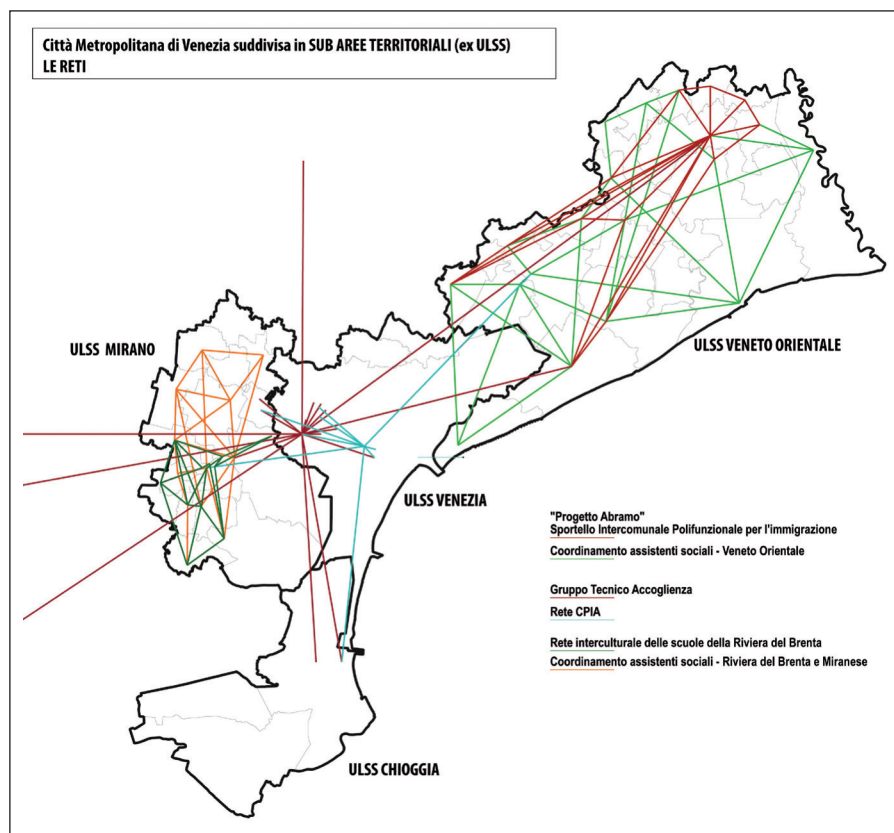 Città Metropolitana di Venezia suddivisa in SUB AREE TERRITORIALI (ex ULSS)
LE RETI
ULSS MIRANO
ULSS VENETO ORIENTALE
ULSS VENEZIA
"Progetto Abramo"
Sportello Intercomunale Polifunzionale per l'immigrazione
Coordinamento assistenti sociali - Veneto Orientale
Gruppo Tecnico Accoglienza
Rete CPIA
Rete interculturale delle scuole della Riviera del Brenta
Coordinamento assistenti sociali - Riviera del Brenta e Miranese
ULSS CHIOGGIA